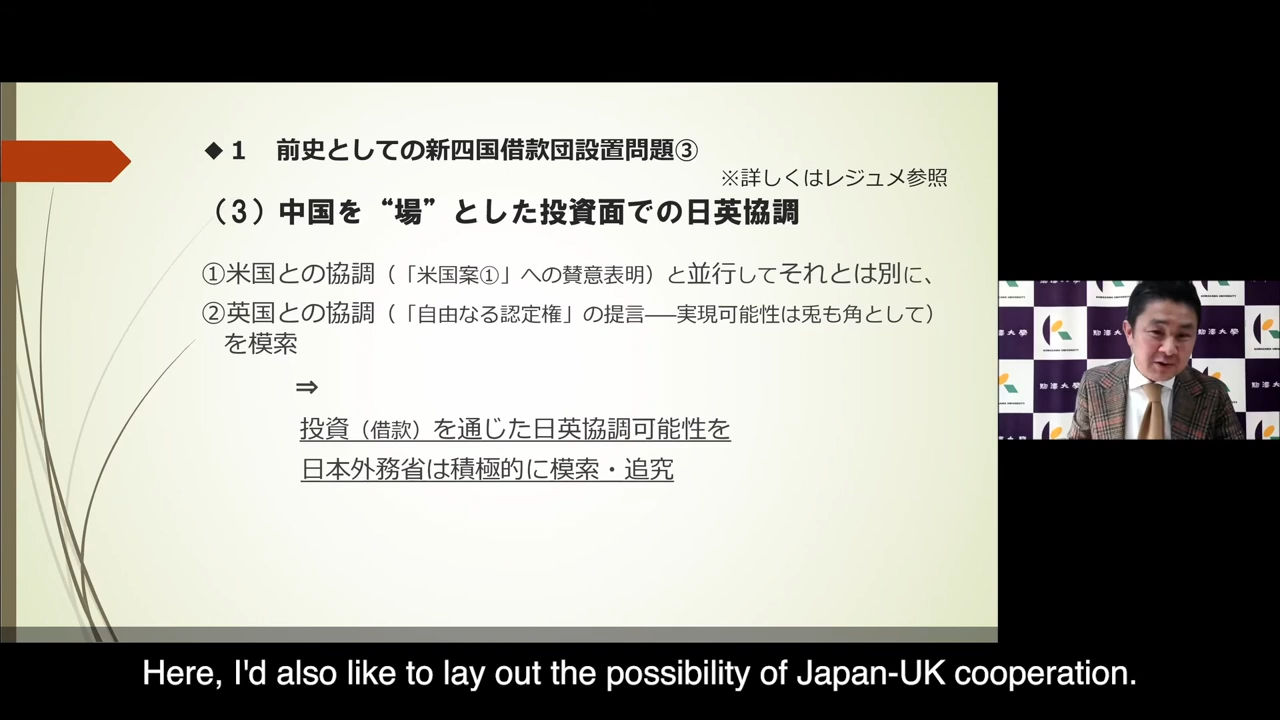 ◆１　前史としての新四国借款団設置問題③
※詳しくはレジュメ参照
（３）中国を“場”とした投資面での日英協調
①米国との協調（「米国案①」への賛意表明）と並行してそれとは別に、
②英国との協調（「自由なる認定権」の提言──実現可能性は兎も角として）
を模索
⇒
投資（借款）を通じた日英協調可能性を
日本外務省は積極的に模索・追究
駒澤大學
KOMAZAWA UNIVERSITY
Here, I'd also like to lay out the possibility of Japan-UK cooperation.